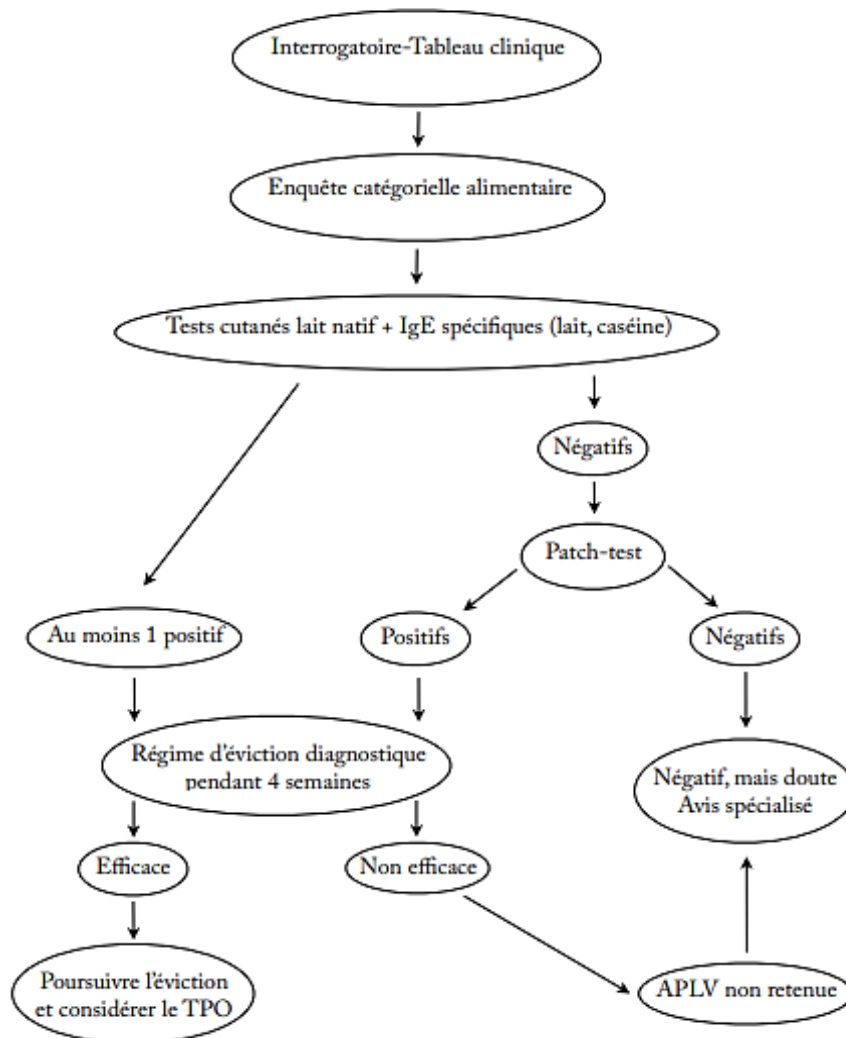 Interrogatoire-Tableau clinique
Enquête catégorielle alimentaire
Tests cutanés lait natif + IgE spécifiques (lait, caséine)
Négatifs
Patch-test
Au moins 1 positif
Positifs
Négatifs
Régime d'éviction diagnostique
pendant 4 semaines
Négatif, mais doute
Avis spécialisé
Efficace
Non efficace
Poursuivre l'éviction
et considérer le TPO
APLV non retenue